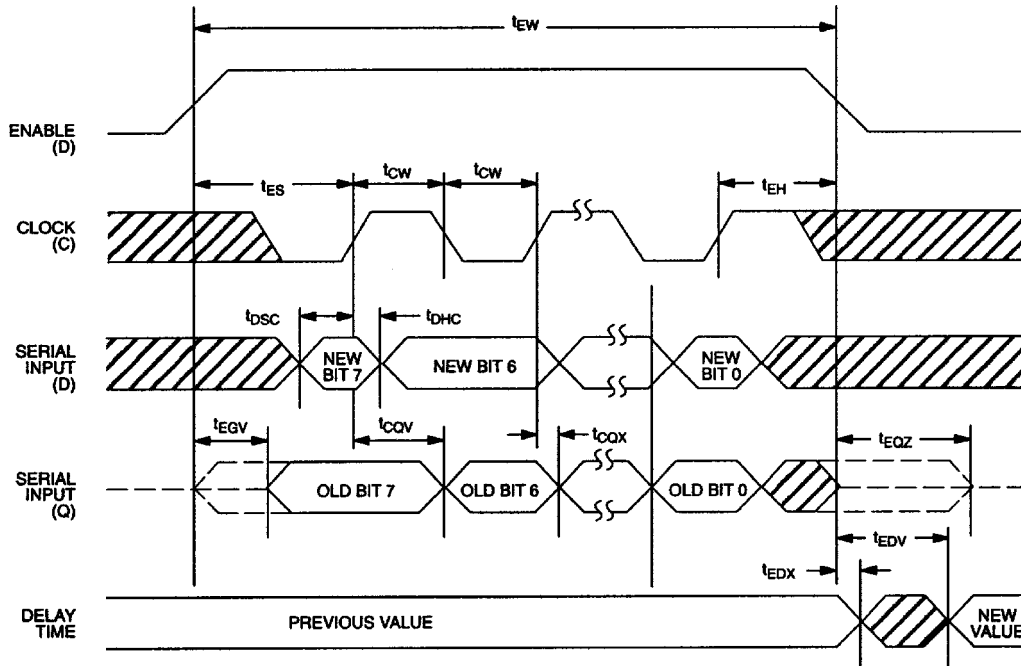 tEW
ENABLE
(D)
tES
tCW
tCW
tEH
CLOCK
(C)
tDSC
tDHC
SERIAL
INPUT
(D)
NEW
BIT 7
NEW BIT 6
NEW
BIT 0
tEGV
tCQV
tCQX
tEQZ
SERIAL
INPUT
(Q)
OLD BIT 7
OLD BIT 6
OLD BIT 0
tEDV
tEDX
DELAY
TIME
PREVIOUS VALUE
NEW
VALUE